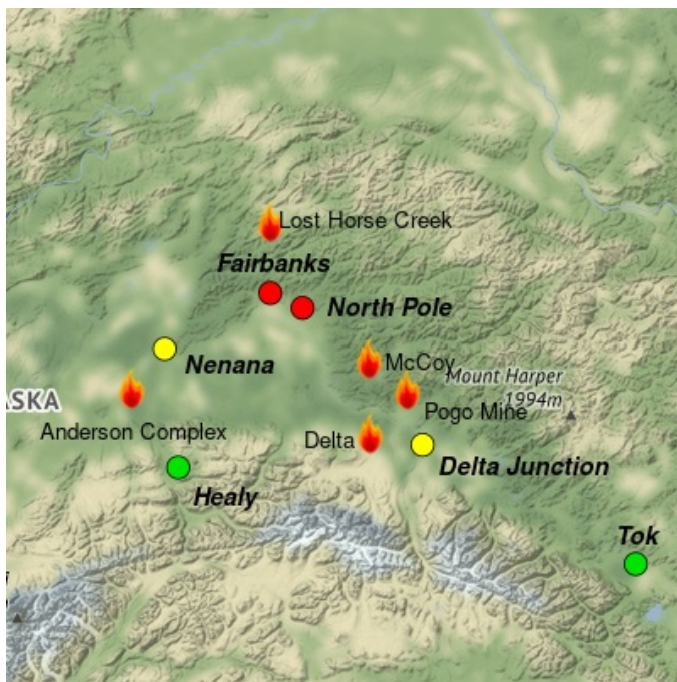 Lost Horse Creek
Fairbanks
North Pole
Nenana
McCoy
Mount Harper
1994m
ASKA
Pogo Mine
Anderson Complex
Delta
Delta Junction
Healy
Tok